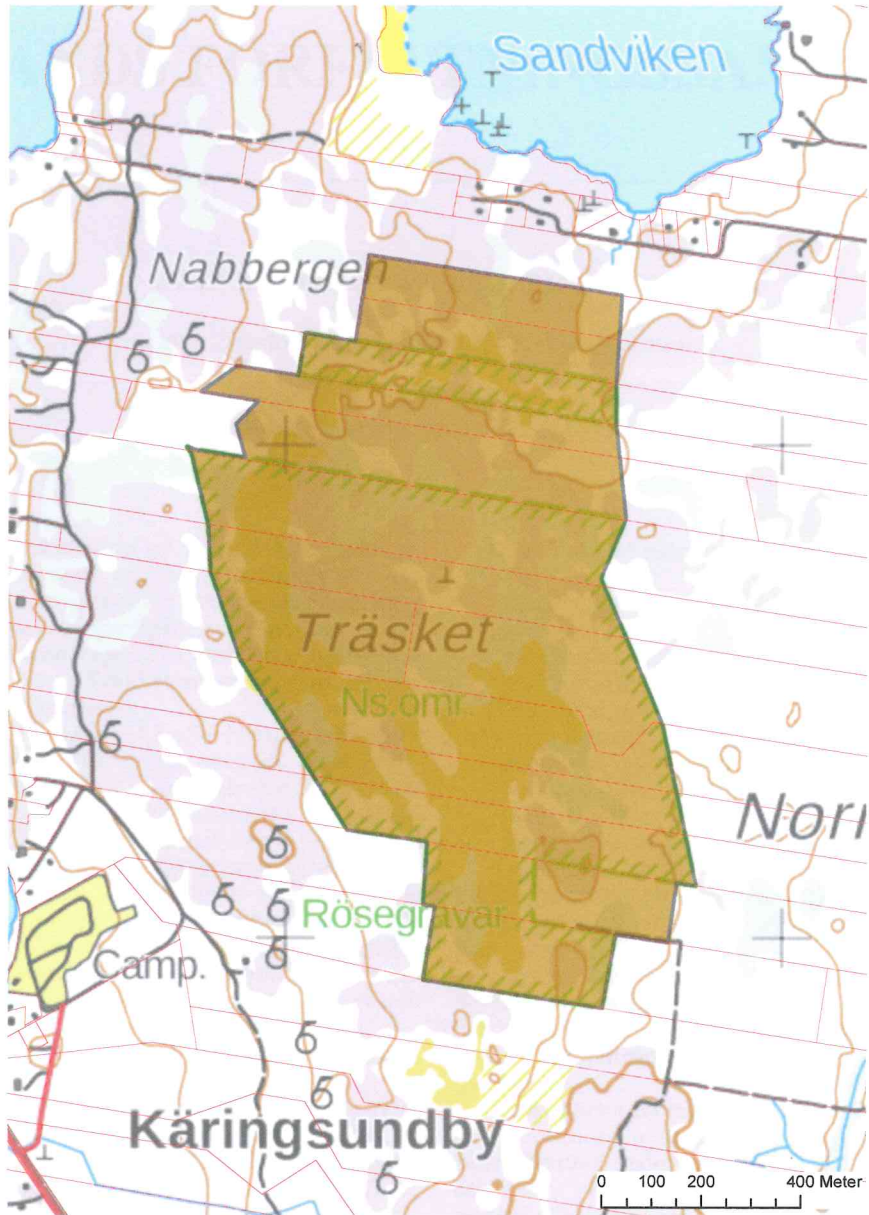 Sandviken
Nabbergen
Träsket
Ns.omr.
Norr
Rösegravar
Camp.
Käringsundby
0 100 200 400 Meter